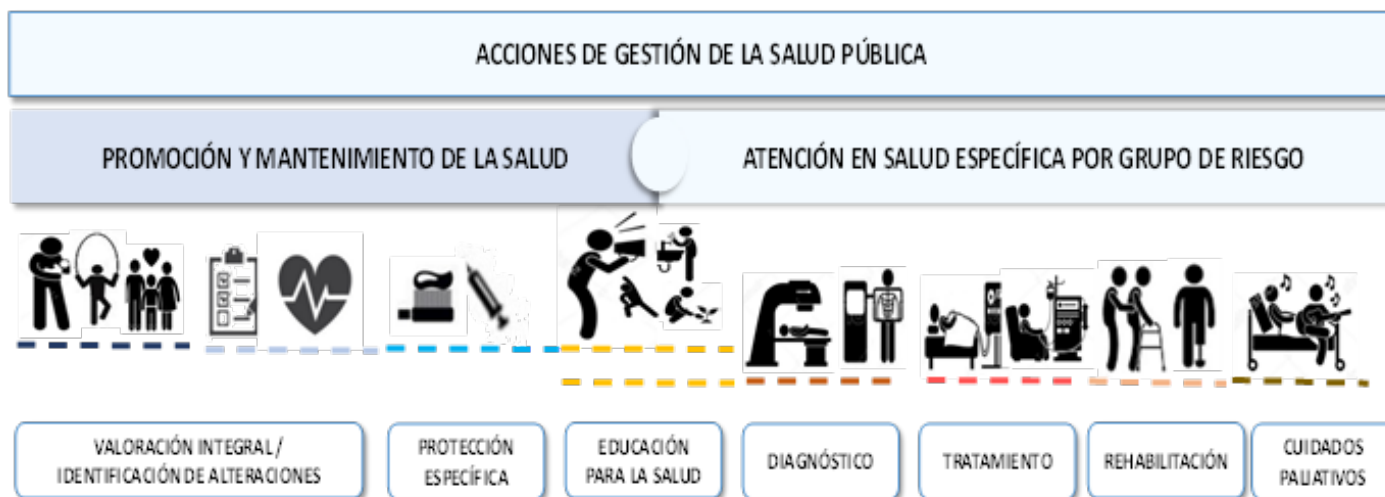 ACCIONES DE GESTIÓN DE LA SALUD PÚBLICA
PROMOCIÓN Y MANTENIMIENTO DE LA SALUD
ATENCIÓN EN SALUD ESPECÍFICA POR GRUPO DE RIESGO
VALORACIÓN INTEGRAL /
IDENTIFICACIÓN DE ALTERACIONES
PROTECCIÓN
ESPECÍFICA
EDUCACIÓN
PARA LA SALUD
DIAGNÓSTICO
TRATAMIENTO
REHABILITACIÓN
CUIDADOS
PALIATIVOS